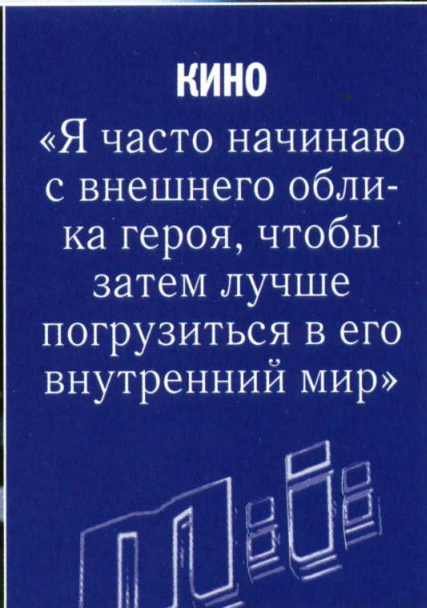 КИНО
«Я часто начинаю
с внешнего обли-
ка героя, чтобы
затем лучше
погрузиться в его
внутренний мир»